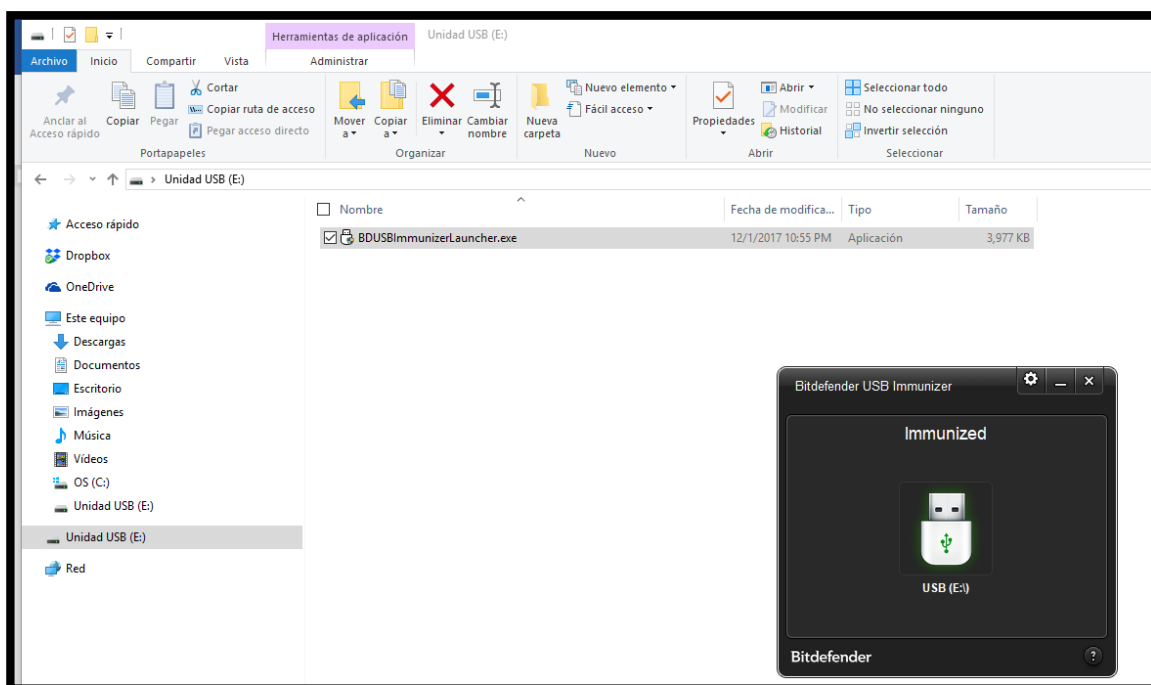 Herramientas de aplicación Unidad USB (E:)
Archivo Inicio Compartir Vista Administrar
Anclar al
Acceso rápido
Copiar
Pegar
Cortar
Copiar ruta de acceso
Pegar acceso directo
Portapapeles
Mover
a
Copiar
a
Eliminar
Cambiar
nombre
Organizar
Nueva
carpeta
Nuevo elemento
Fácil acceso
Nuevo
Propiedades
Abrir
Modificar
Historial
Abrir
Seleccionar todo
No seleccionar ninguno
Invertir selección
Seleccionar
Unidad USB (E:)
Acceso rápido
Dropbox
OneDrive
Este equipo
Descargas
Documentos
Escritorio
Imágenes
Música
Vídeos
OS (C:)
Unidad USB (E:)
Unidad USB (E:)
Red
Nombre Fecha de modifica... Tipo Tamaño
BDUSBImmunizerLauncher.exe 12/1/2017 10:55 PM Aplicación 3,977 KB
Bitdefender USB Immunizer
Immunized
USB (E:\)
Bitdefender
?